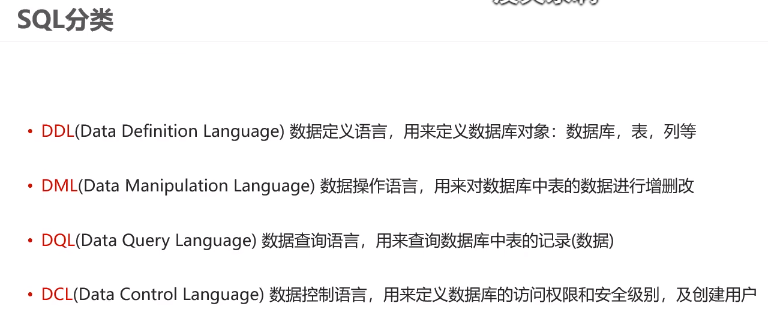 SQL分类
• DDL(Data Definition Language) 数据定义语言，用来定义数据库对象：数据库，表，列等
• DML(Data Manipulation Language) 数据操作语言，用来对数据库中表的数据进行增删改
• DQL(Data Query Language) 数据查询语言，用来查询数据库中表的记录(数据)
• DCL(Data Control Language) 数据控制语言，用来定义数据库的访问权限和安全级别，及创建用户